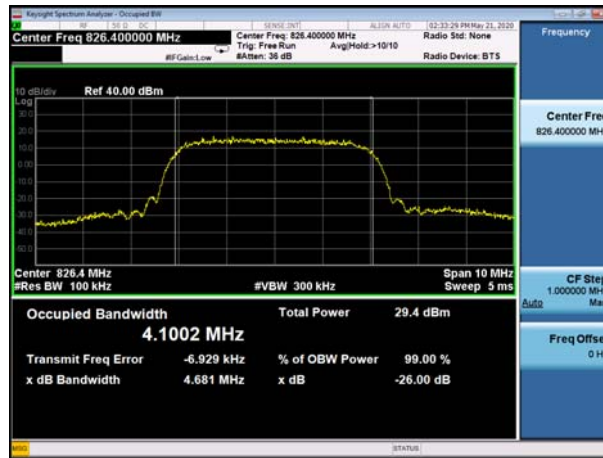 Keysight Spectrum Analyzer - Occupied BW
RF 50 Ω DC SENSE:INT ALIGN AUTO 02:33:29 PM May 21, 2020
Center Freq 826.400000 MHz
Center Freq: 826.400000 MHz
Radio Std: None
Trig: Free Run
Avg|Hold:>10/10
#IFGain:Low
#Atten: 36 dB
Radio Device: BTS
10 dB/div Ref 40.00 dBm
Log
30.0
20.0
10.0
0.00
-10.0
-20.0
-30.0
-40.0
-50.0
Center 826.4 MHz Span 10 MHz
#Res BW 100 kHz #VBW 300 kHz Sweep 5 ms
Occupied Bandwidth Total Power 29.4 dBm
4.1002 MHz
Transmit Freq Error -6.929 kHz % of OBW Power 99.00 %
x dB Bandwidth 4.681 MHz x dB -26.00 dB
MSG STATUS
Frequency
Center Fre
826.400000 MH
CF Ste
1.000000 MH
Auto Ma
Freq Offse
0 H